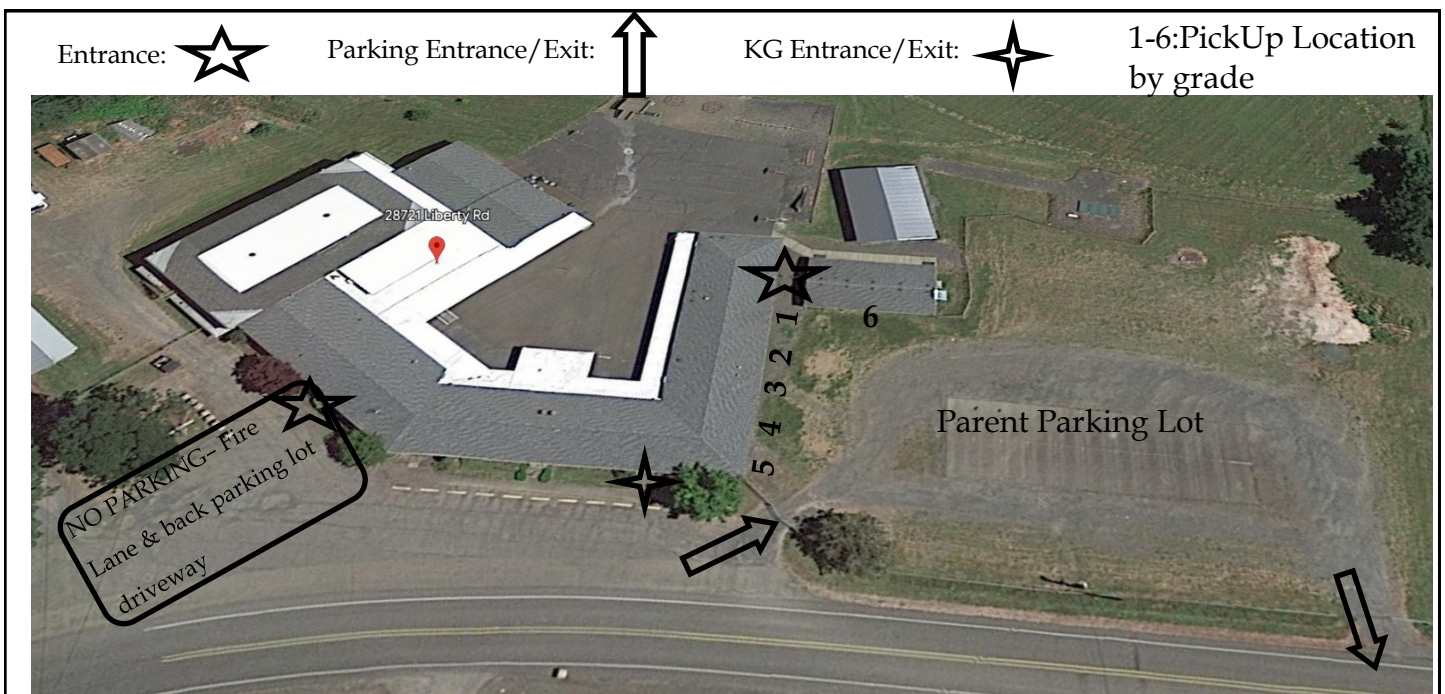 Entrance:
Parking Entrance/Exit:
KG Entrance/Exit:
1-6:PickUp Location
by grade
28721 Liberty Rd
1
6
2
3
4
5
Parent Parking Lot
NO PARKING– Fire
Lane & back parking lot
driveway